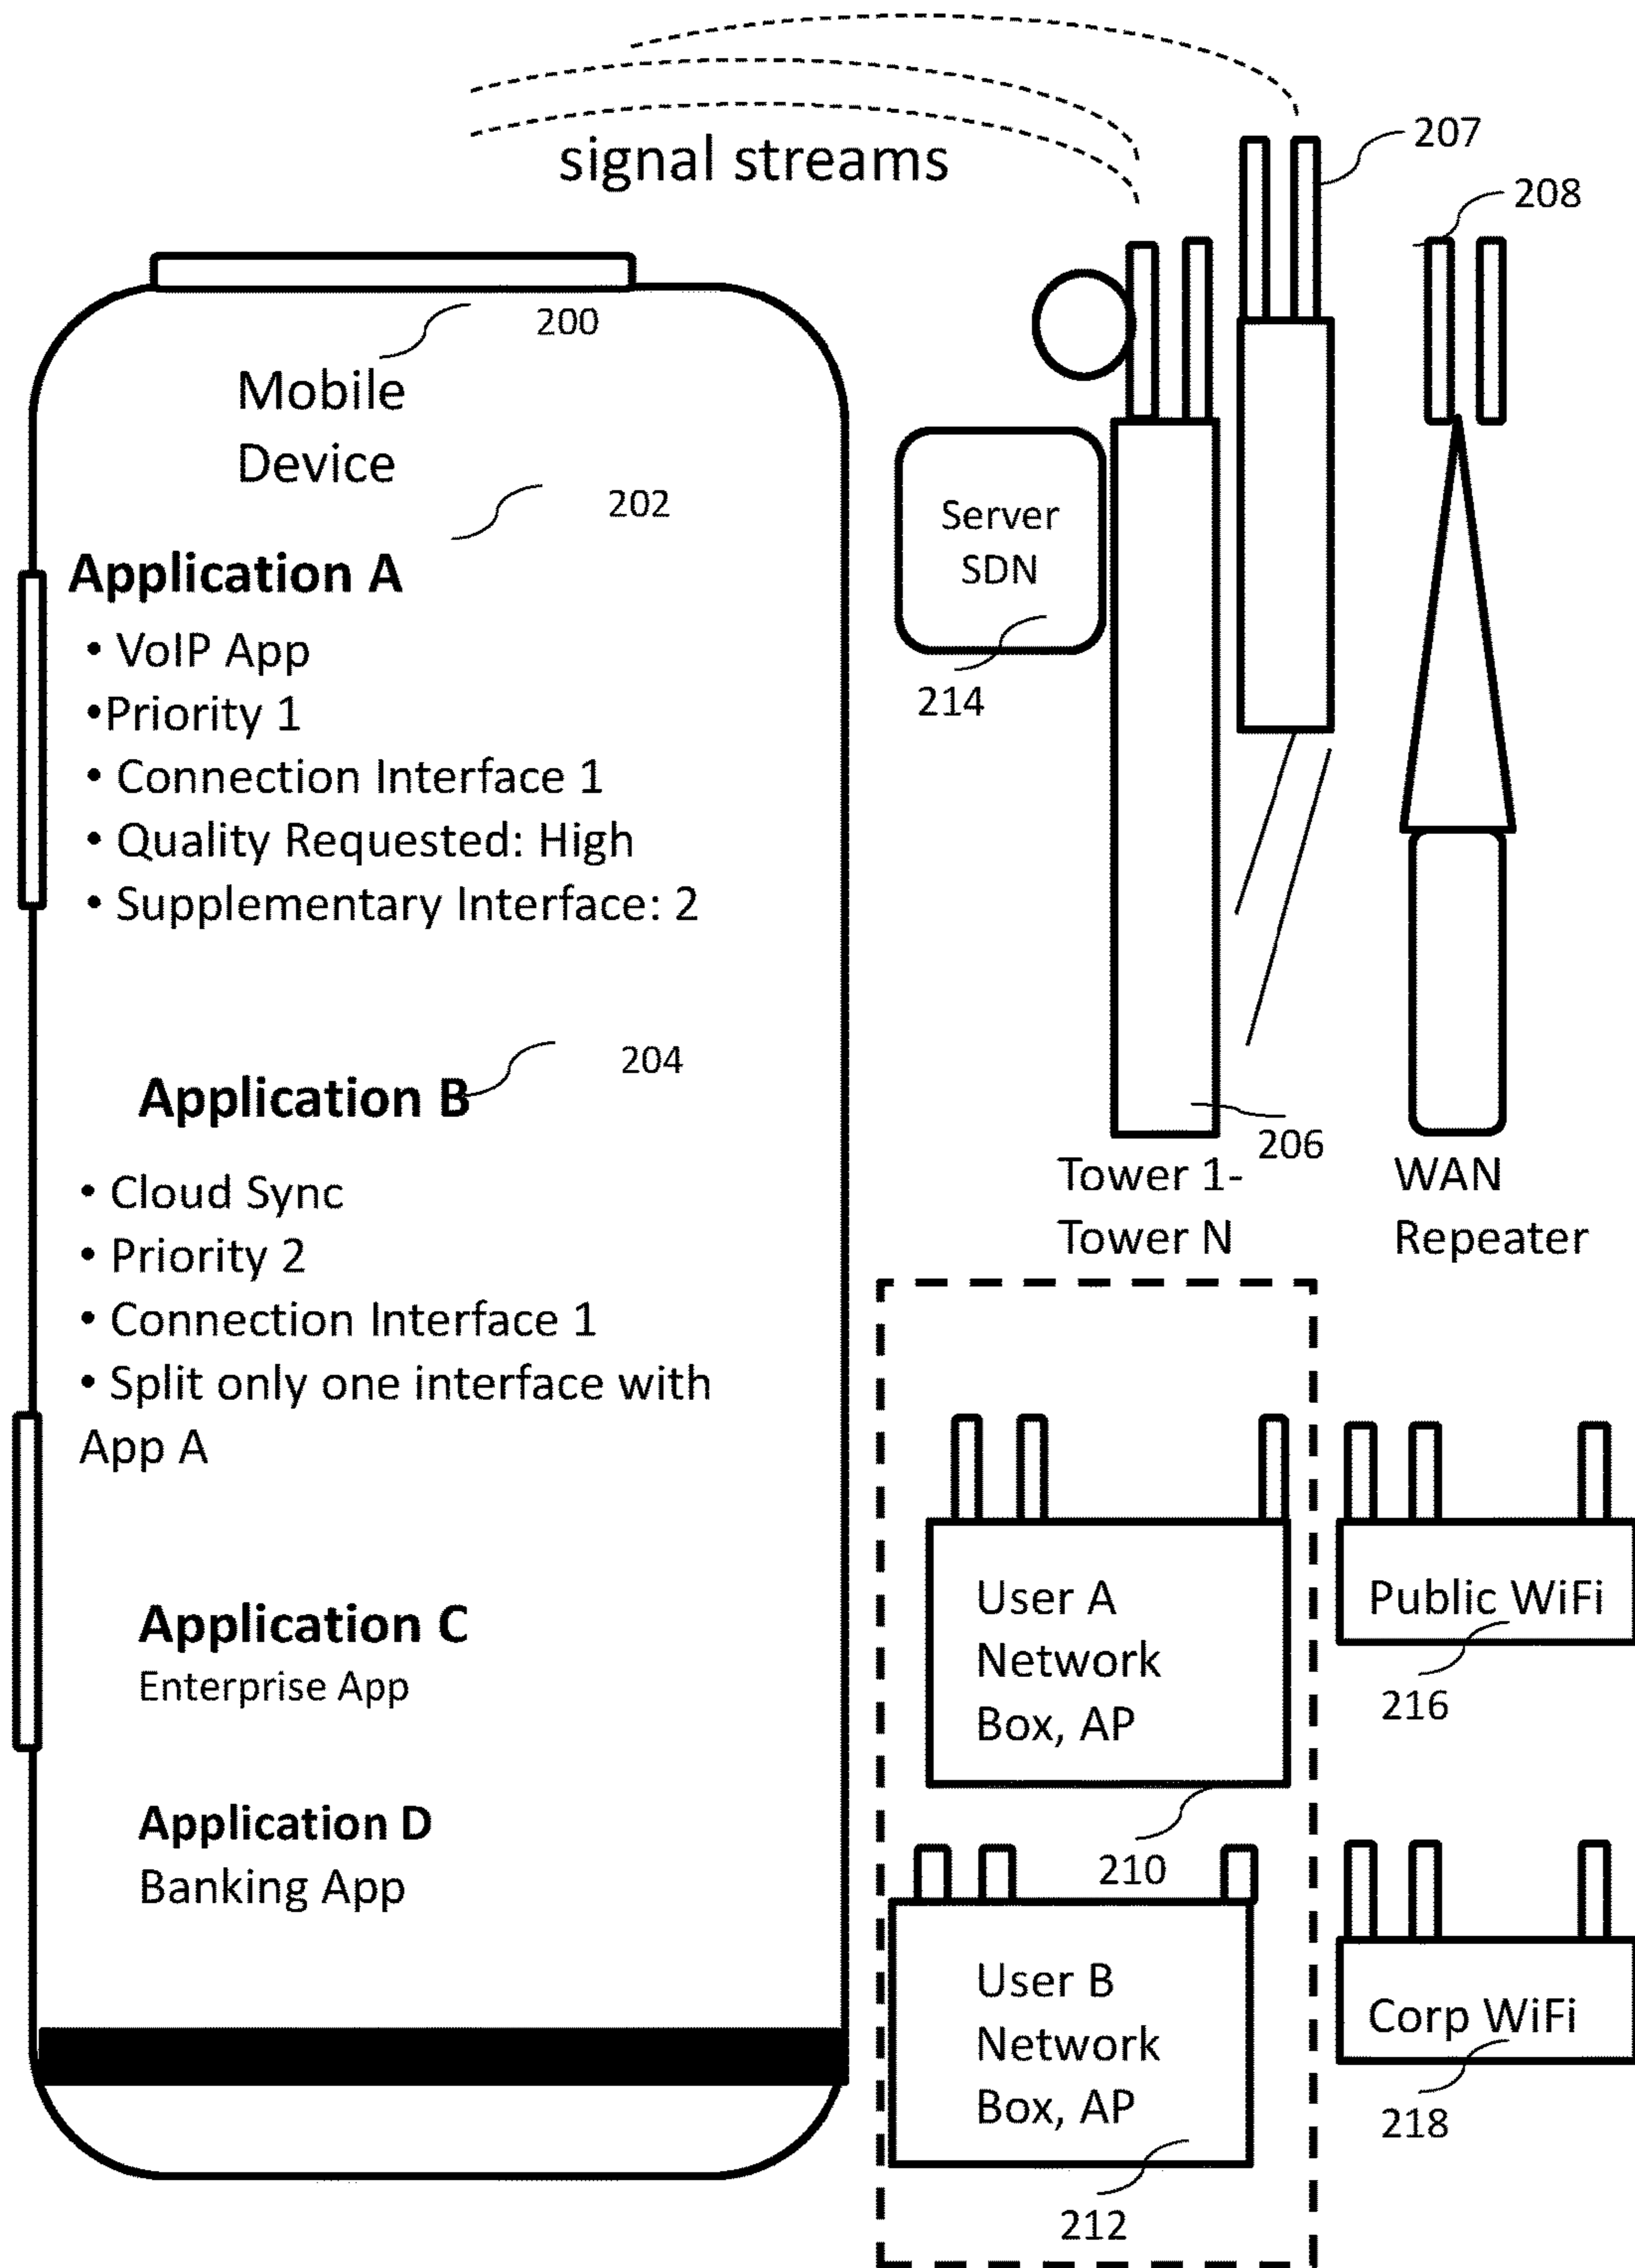 signal streams
207
208
200
Mobile
Device
202
Application A
• VoIP App
•Priority 1
• Connection Interface 1
• Quality Requested: High
• Supplementary Interface: 2
204
Application B
• Cloud Sync
• Priority 2
• Connection Interface 1
• Split only one interface with
App A
Application C
Enterprise App
Application D
Banking App
Server
SDN
214
206
Tower 1-
Tower N
WAN
Repeater
User A
Network
Box, AP
210
Public WiFi
216
User B
Network
Box, AP
212
Corp WiFi
218